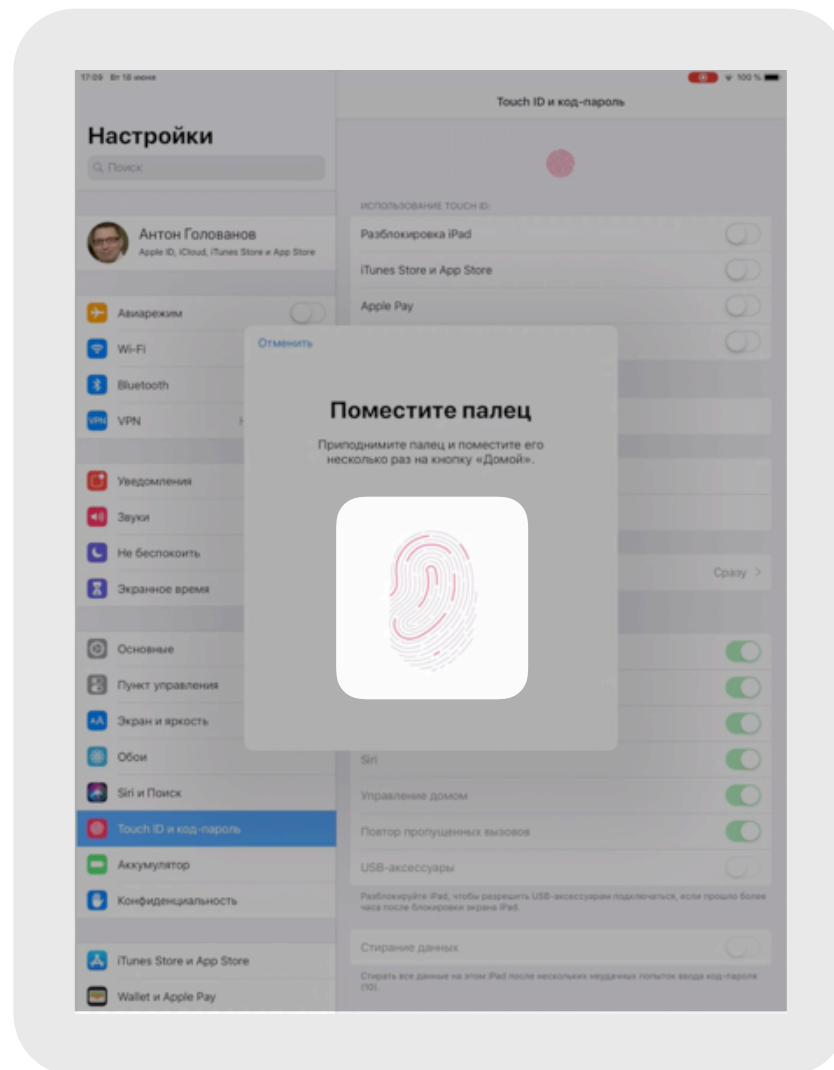 17:09 Вт 18 июня
100 %
Touch ID и код-пароль
Настройки
Поиск
ИСПОЛЬЗОВАНИЕ TOUCH ID:
Антон Голованов
Apple ID, iCloud, iTunes Store и App Store
Разблокировка iPad
iTunes Store и App Store
Apple Pay
Авиарежим
Wi-Fi
Bluetooth
VPN
VPN
Отменить
Поместите палец
Приподнимите палец и поместите его
несколько раз на кнопку «Домой».
Уведомления
Звуки
Не беспокоить
Экранное время
Сразу
Основные
Пункт управления
AA
Экран и яркость
Обои
Siri и Поиск
Touch ID и код-пароль
Аккумулятор
Конфиденциальность
iTunes Store и App Store
Wallet и Apple Pay
Siri
Управление домом
Повтор пропущенных вызовов
USB-аксессуары
Разблокируйте iPad, чтобы разрешить USB-аксессуарам подключаться, если прошло более
часа после блокировки экрана iPad.
Стирание данных
Стирать все данные на этом iPad после нескольких неудачных попыток ввода код-пароля
(10).